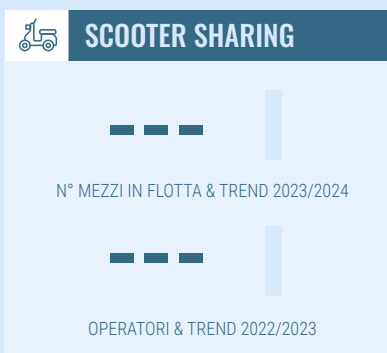 SCOOTER SHARING
---
N° MEZZI IN FLOTTA & TREND 2023/2024
---
OPERATORI & TREND 2022/2023